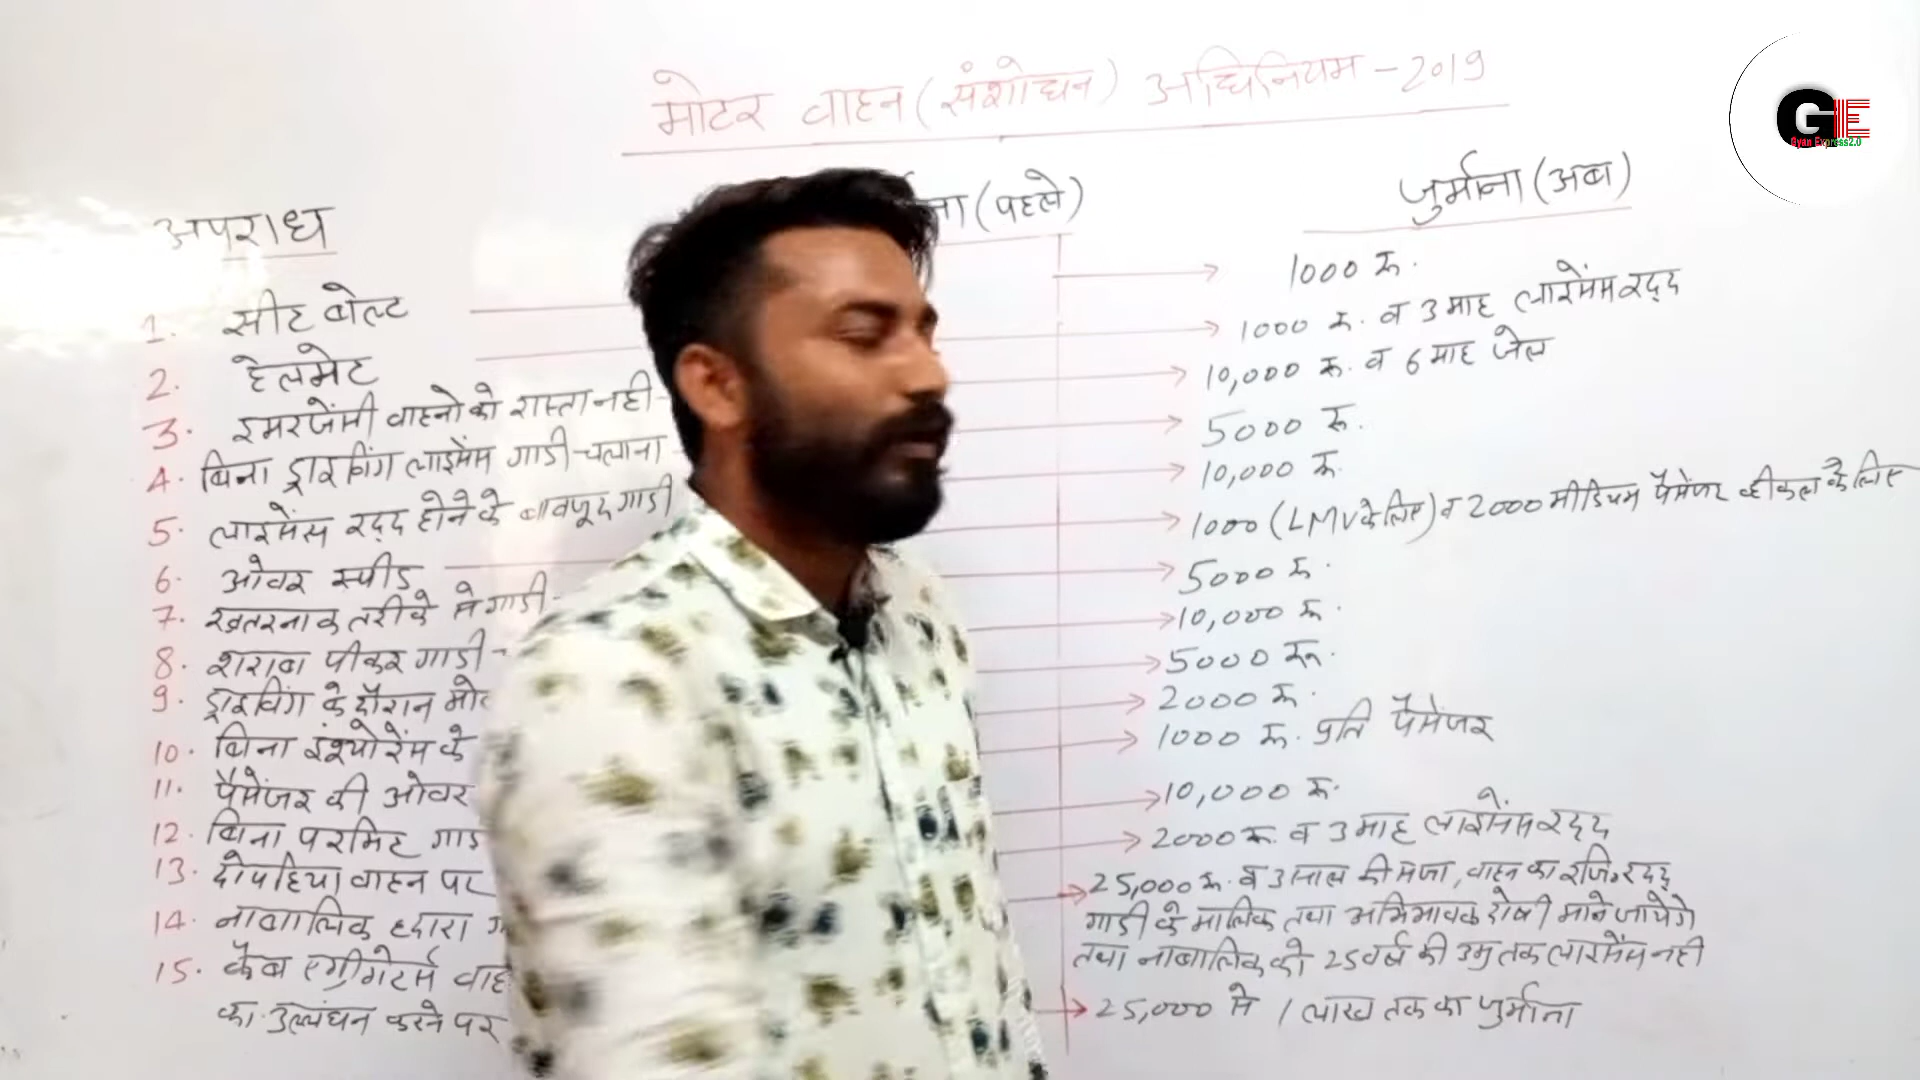 मोटर वाहन (संशोधन) अधिनियम-2019
GE
Gyan Express2.0
अपराध
ना (पहले)
जुर्माना (अब)
1. सीट बेल्ट
1000 रू.
2. हेलमेट
1000 रू. व 3 माह लाइसेंस रद्द
3. इमरजेंसी वाहनो को रास्ता नही
10,000 रू. व 6 माह जेल
4. बिना ड्राइविंग लाइसेंस गाडी चलाना
5000 रू.
5. लाइसेंस रद्द होने के बावजूद गाडी
10,000 रू.
6. ओवर स्पीड
1000 (LMV के लिए) व 2000 मीडियम पैसेंजर व्हीकल के लिए
7. खतरनाक तरीके से गाडी
5000 रू.
8. शराब पीकर गाडी
10,000 रू.
9. ड्राइविंग के दौरान
5000 रू.
10. बिना इंश्योरेंस के
2000 रू.
11. पैसेंजर की ओवर
1000 रू. प्रति पैसेंजर
12. बिना परमिट गाड
10,000 रू.
13. दोपहिया वाहन पर
2000 रू. व 3 माह लाइसेंस रद्द
14. नाबालिक द्दारा
25,000 रू. व 3 साल की सजा, वाहन का रजि. रद्द
गाडी के मालिक तथा अभिभावक दोषी माने जायेगे
तथा नाबालिक को 25 वर्ष की उम्र तक लाइसेंस नही
15. कैब एग्रीगेटर्स वाह
का उल्लंघन करने पर
25,000 से 1 लाख तक का जुर्माना